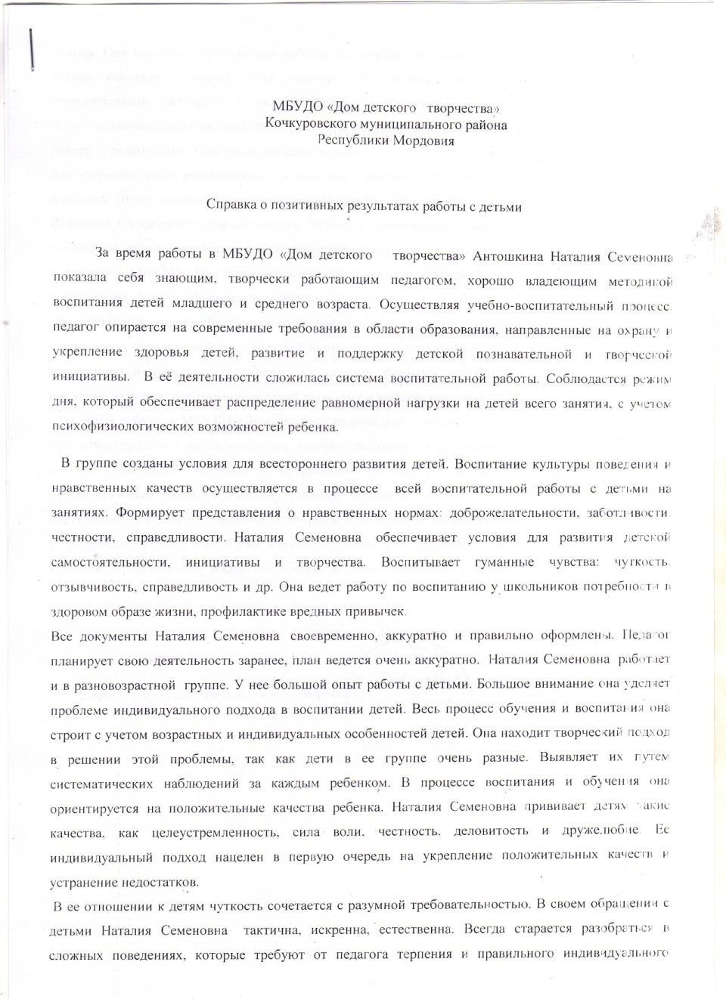 МБУДО «Дом детского творчества»
Кочкуровского муниципального района
Республики Мордовия
Справка о позитивных результатах работы с детьми
За время работы в МБУДО «Дом детского творчества» Антошкина Наталия Семеновна
показала себя знающим, творчески работающим педагогом, хорошо владеющим методикой
воспитания детей младшего и среднего возраста. Осуществляя учебно-воспитательный процесс,
педагог опирается на современные требования в области образования, направленные на охрану и
укрепление здоровья детей, развитие и поддержку детской познавательной и творческой
инициативы. В её деятельности сложилась система воспитательной работы. Соблюдается режим
дня, который обеспечивает распределение равномерной нагрузки на детей всего занятия, с учетом
психофизиологических возможностей ребенка.
В группе созданы условия для всестороннего развития детей. Воспитание культуры поведения и
нравственных качеств осуществляется в процессе всей воспитательной работы с детьми на
занятиях. Формирует представления о нравственных нормах: доброжелательности, заботливости,
честности, справедливости. Наталия Семеновна обеспечивает условия для развития детской
самостоятельности, инициативы и творчества. Воспитывает гуманные чувства: чуткость,
отзывчивость, справедливость и др. Она ведет работу по воспитанию у школьников потребности в
здоровом образе жизни, профилактике вредных привычек.
Все документы Наталия Семеновна своевременно, аккуратно и правильно оформлены. Педагог
планирует свою деятельность заранее, план ведется очень аккуратно. Наталия Семеновна работает
и в разновозрастной группе. У нее большой опыт работы с детьми. Большое внимание она уделяет
проблеме индивидуального подхода в воспитании детей. Весь процесс обучения и воспитания она
строит с учетом возрастных и индивидуальных особенностей детей. Она находит творческий подход
в решении этой проблемы, так как дети в ее группе очень разные. Выявляет их путем
систематических наблюдений за каждым ребенком. В процессе воспитания и обучения она
ориентируется на положительные качества ребенка. Наталия Семеновна прививает детям такие
качества, как целеустремленность, сила воли, честность, деловитость и дружелюбие. Ее
индивидуальный подход нацелен в первую очередь на укрепление положительных качеств и
устранение недостатков.
В ее отношении к детям чуткость сочетается с разумной требовательностью. В своем обращении с
детьми Наталия Семеновна тактична, искренна, естественна. Всегда старается разобраться в
сложных поведениях, которые требуют от педагога терпения и правильного индивидуального